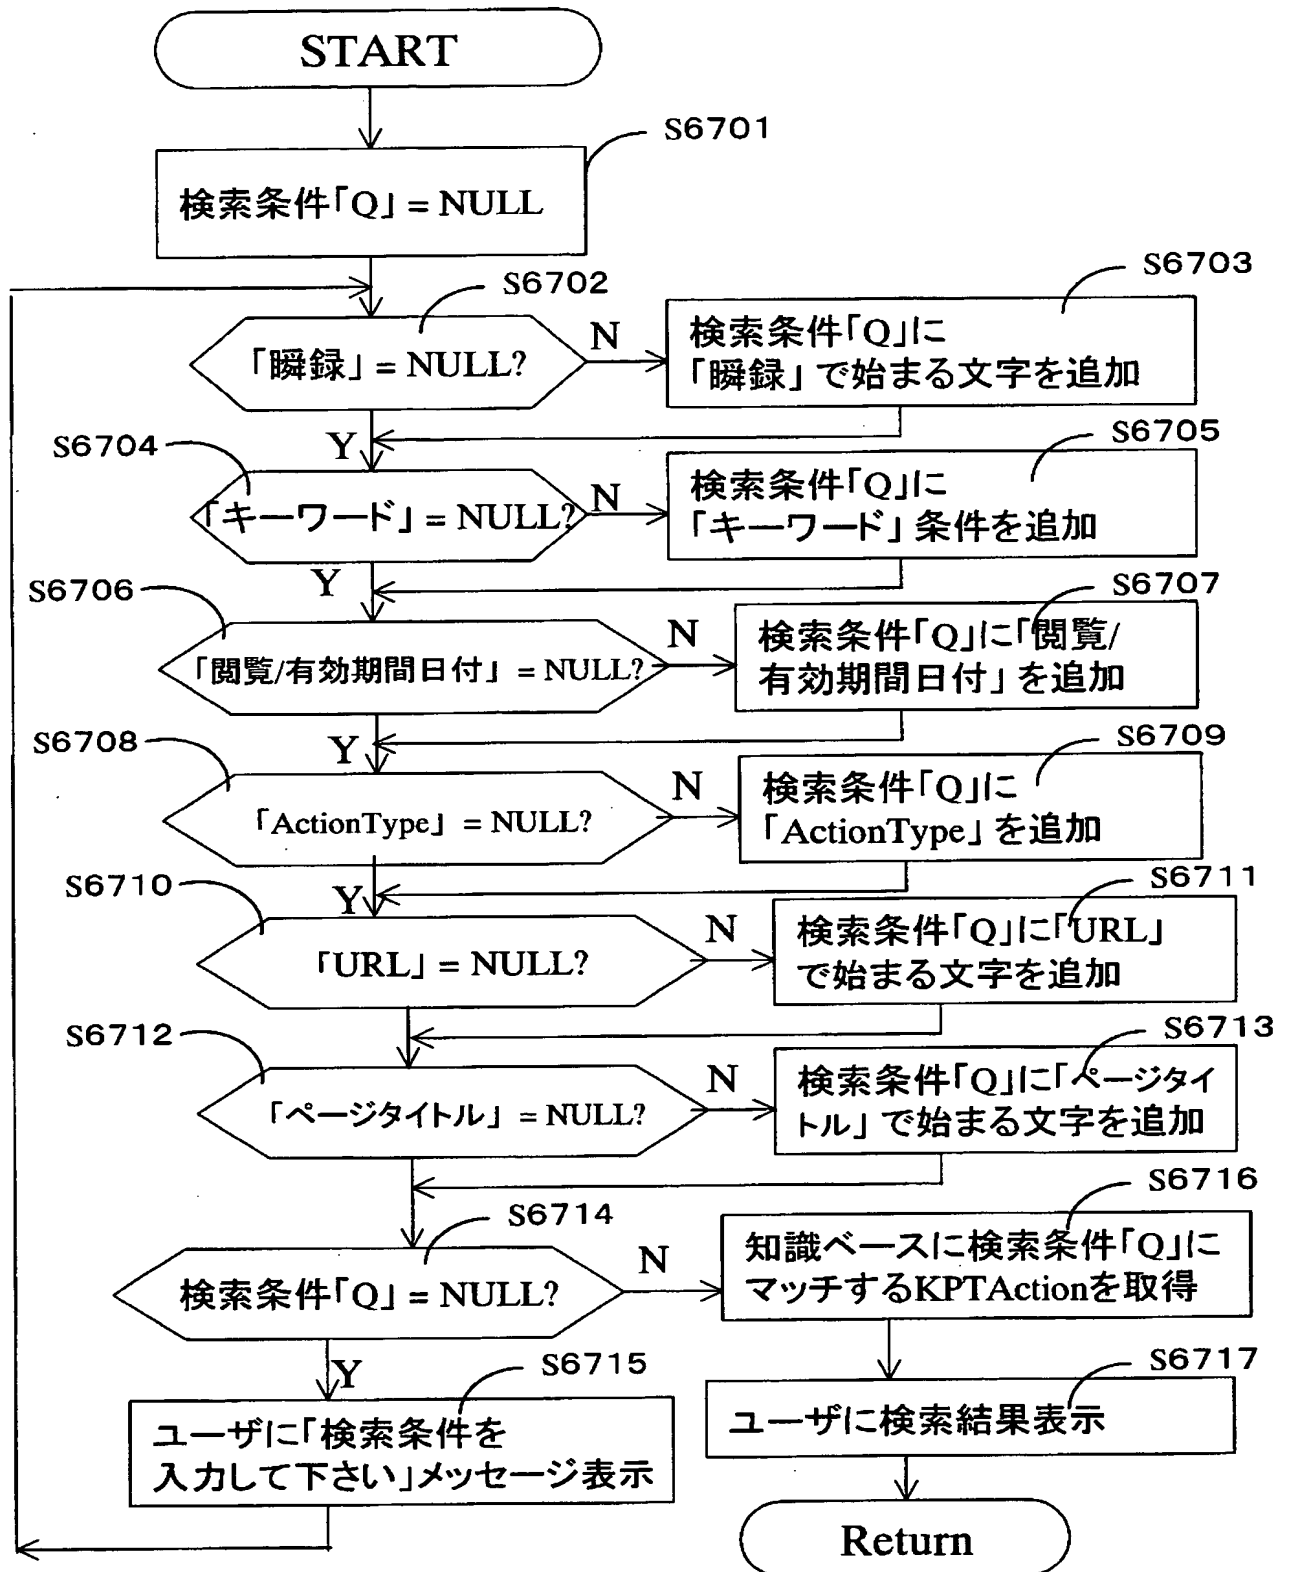 START
S6701
検索条件「Q」= NULL
S6702
「瞬録」= NULL?
N
S6703
検索条件「Q」に
「瞬録」で始まる文字を追加
Y
S6704
「キーワード」= NULL?
N
S6705
検索条件「Q」に
「キーワード」条件を追加
Y
S6706
「閲覧/有効期間日付」= NULL?
N
S6707
検索条件「Q」に「閲覧/
有効期間日付」を追加
Y
S6708
「ActionType」= NULL?
N
S6709
検索条件「Q」に
「ActionType」を追加
Y
S6710
「URL」= NULL?
N
S6711
検索条件「Q」に「URL」
で始まる文字を追加
S6712
「ページタイトル」= NULL?
N
S6713
検索条件「Q」に「ページタイ
トル」で始まる文字を追加
S6714
検索条件「Q」= NULL?
N
S6716
知識ベースに検索条件「Q」に
マッチするKPTActionを取得
Y
S6715
ユーザに「検索条件を
入力して下さい」メッセージ表示
S6717
ユーザに検索結果表示
Return